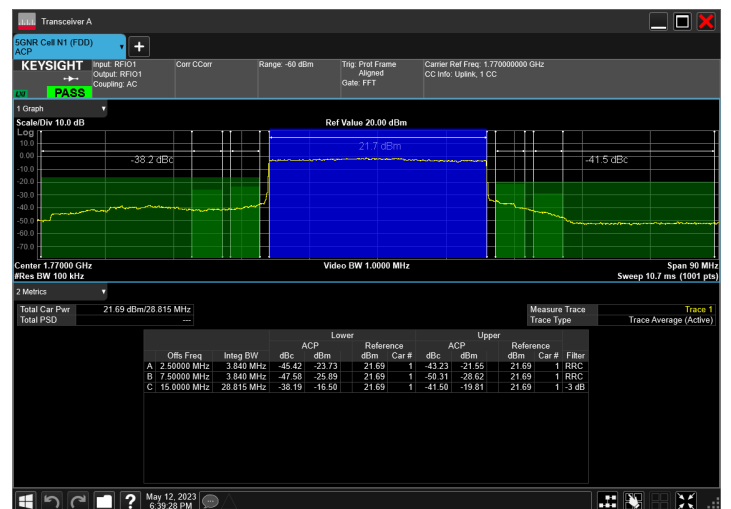 Transceiver A
5GNR Cell N1 (FDD)
ACP
KEYSIGHT
LXI
PASS
Input: RFIO1
Output: RFIO1
Coupling: AC
Corr CCorr
Range: -60 dBm
Trig: Prot Frame
Aligned
Gate: FFT
Carrier Ref Freq: 1.770000000 GHz
CC Info: Uplink, 1 CC
1 Graph
Scale/Div 10.0 dB
Ref Value 20.00 dBm
Log
10.0
0.00
-10.0
-20.0
-30.0
-40.0
-50.0
-60.0
-70.0
-38.2 dBc
21.7 dBm
-41.5 dBc
Center 1.77000 GHz
Video BW 1.0000 MHz
Span 90 MHz
#Res BW 100 kHz
Sweep 10.7 ms (1001 pts)
2 Metrics
Total Car Pwr 21.69 dBm/28.815 MHz
Total PSD ---
Measure Trace Trace 1
Trace Type Trace Average (Active)
Lower Upper
ACP Reference ACP Reference
Offs Freq Integ BW dBc dBm dBm Car # dBc dBm dBm Car # Filter
A 2.50000 MHz 3.840 MHz -45.42 -23.73 21.69 1 -43.23 -21.55 21.69 1 RRC
B 7.50000 MHz 3.840 MHz -47.58 -25.89 21.69 1 -50.31 -28.62 21.69 1 RRC
C 15.0000 MHz 28.815 MHz -38.19 -16.50 21.69 1 -41.50 -19.81 21.69 1 -3 dB
May 12, 2023
6:39:28 PM